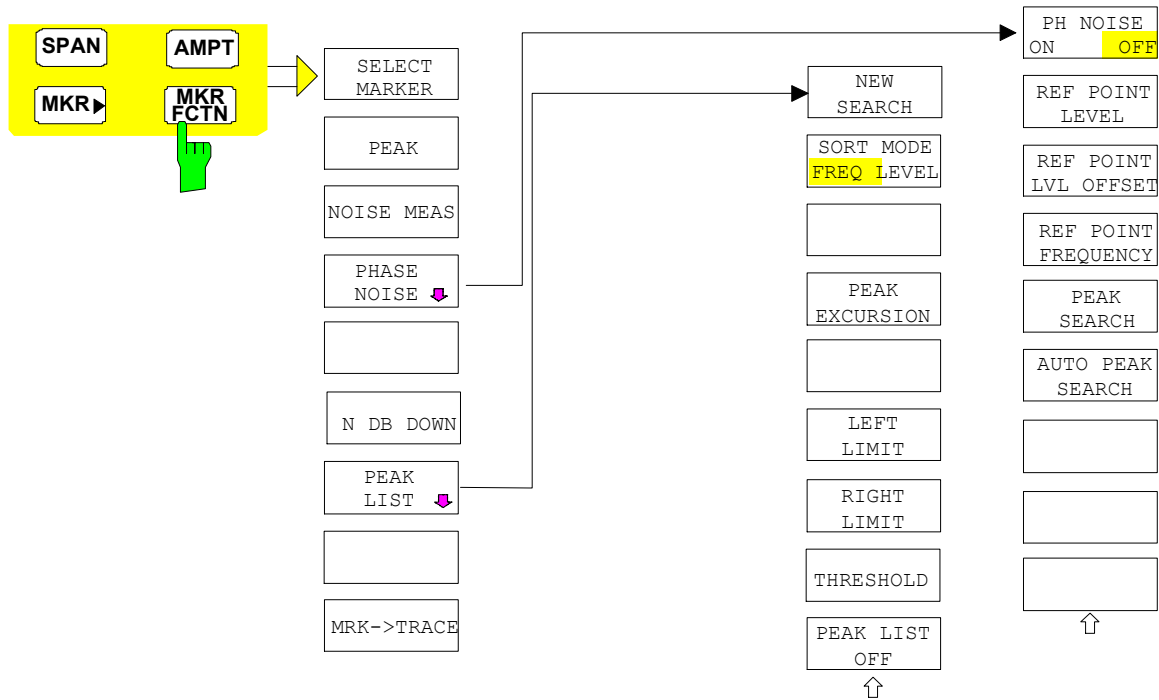 SPAN
AMPT
MKR
MKR
FCTN
SELECT
MARKER
PEAK
NOISE MEAS
PHASE
NOISE
N DB DOWN
PEAK
LIST
MRK->TRACE
NEW
SEARCH
SORT MODE
FREQ LEVEL
PEAK
EXCURSION
LEFT
LIMIT
RIGHT
LIMIT
THRESHOLD
PEAK LIST
OFF
PH NOISE
ON OFF
REF POINT
LEVEL
REF POINT
LVL OFFSET
REF POINT
FREQUENCY
PEAK
SEARCH
AUTO PEAK
SEARCH